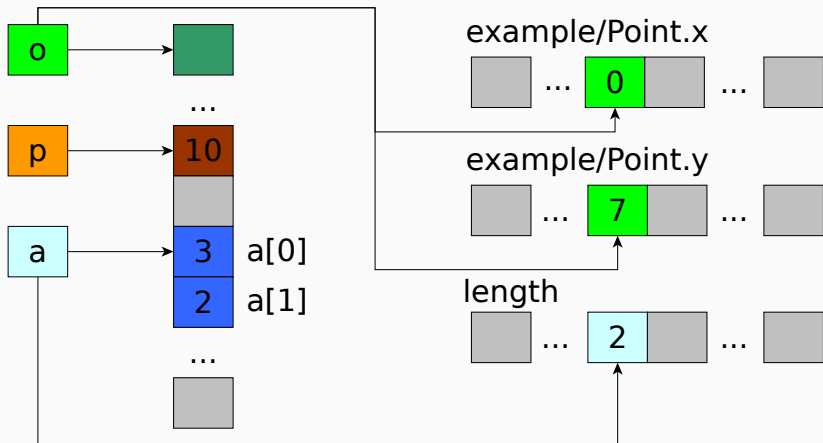 o
...
p
10
a
3
a[0]
2
a[1]
...
example/Point.x
...
0
...
example/Point.y
...
7
...
length
...
2
...